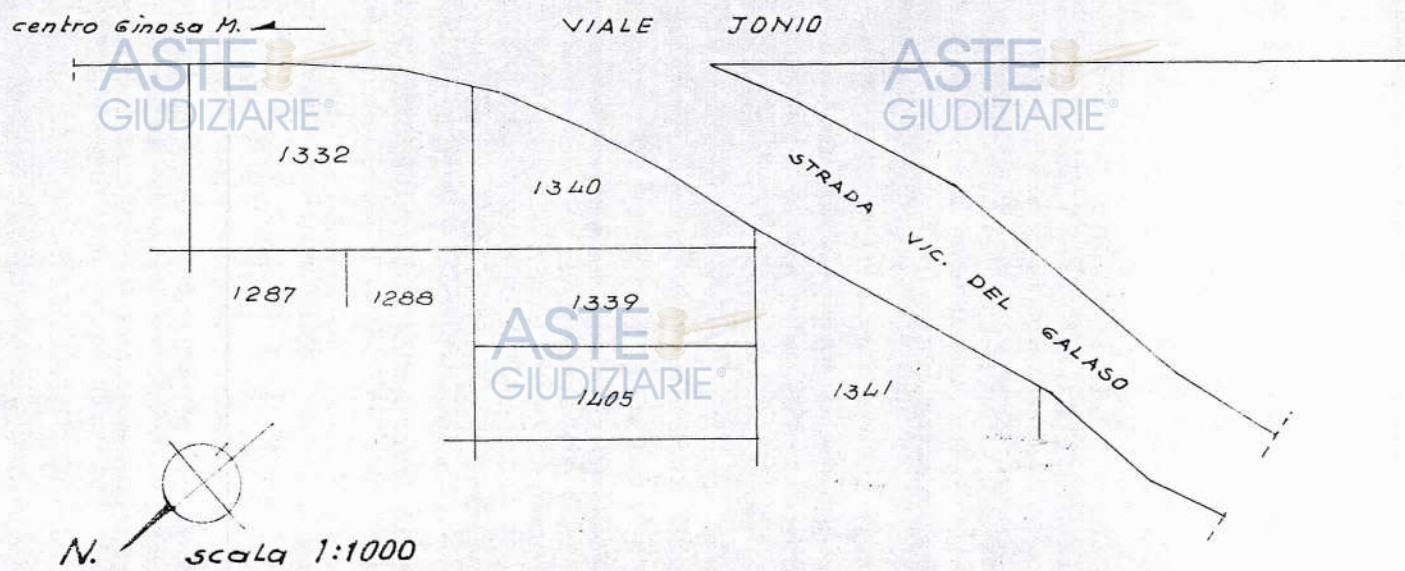 centro Ginosa M.
VIALE JONIO
ASTE
GIUDIZIARIE®
ASTE
GIUDIZIARIE®
1332
1340
STRADA VIC. DEL GALASO
1287
1288
1339
ASTE
GIUDIZIARIE®
1405
1341
N.
scala 1:1000